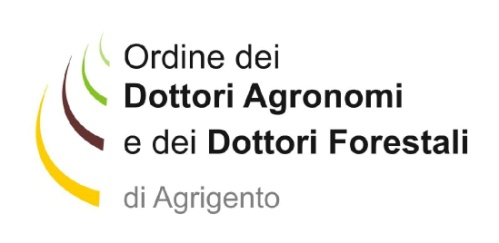 Ordine dei
Dottori Agronomi
e dei Dottori Forestali
di Agrigento